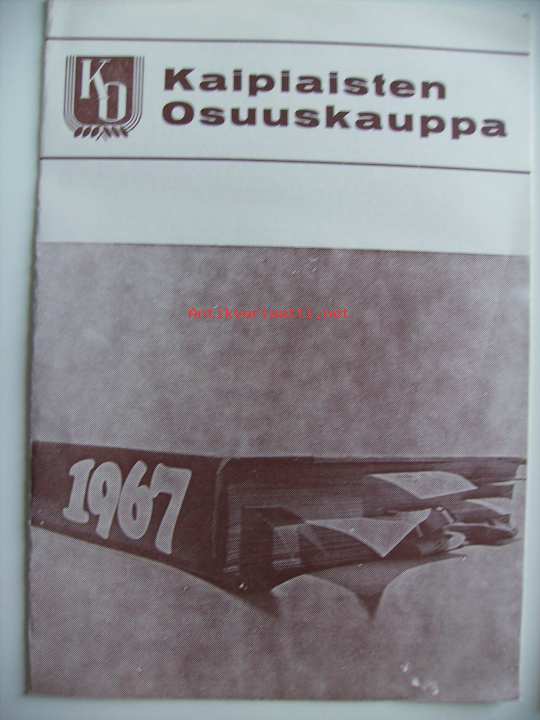 KO
Kaipiaisten
Osuuskauppa
Antikvariaatti.net
1967